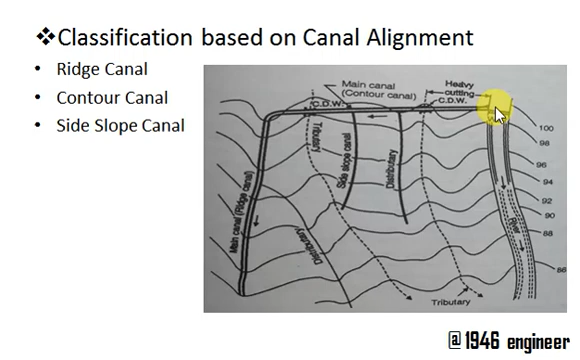 ❖Classification based on Canal Alignment
• Ridge Canal
• Contour Canal
• Side Slope Canal
Main canal
(Contour canal)
Heavy
cutting
C.D.W.
C.D.W.
Tributary
Side slope canal
Distributary
Main canal (Ridge canal)
Distributary
River
Tributary
100
98
96
94
92
90
88
86
@1946 engineer